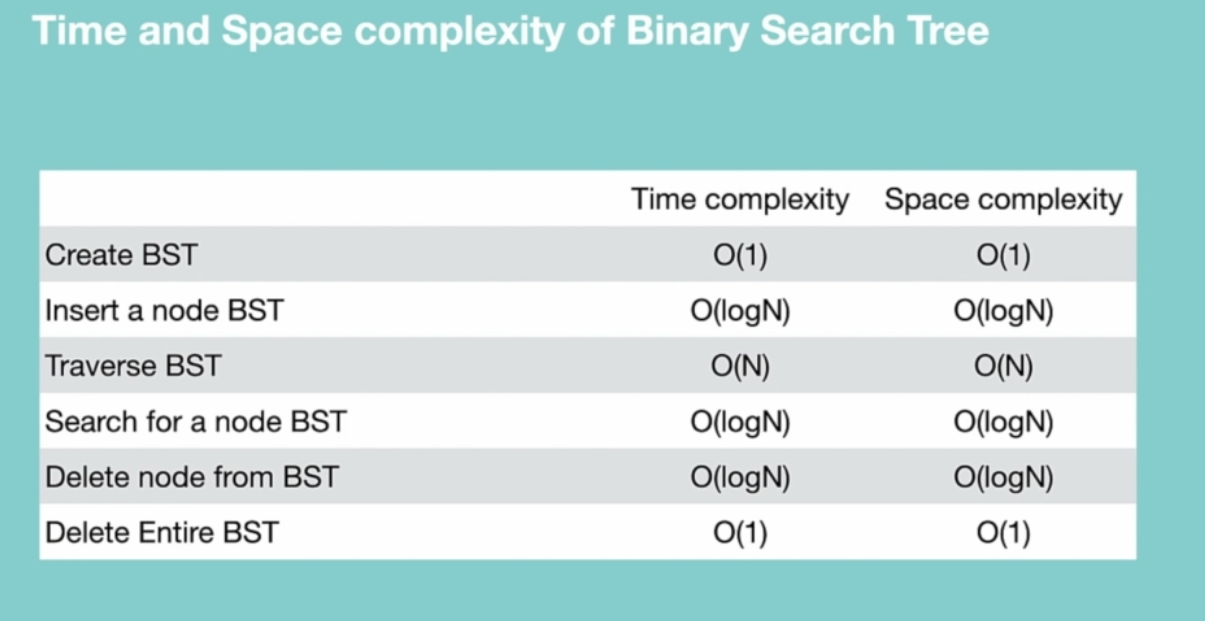 Time and Space complexity of Binary Search Tree
Time complexity Space complexity
Create BST O(1) O(1)
Insert a node BST O(logN) O(logN)
Traverse BST O(N) O(N)
Search for a node BST O(logN) O(logN)
Delete node from BST O(logN) O(logN)
Delete Entire BST O(1) O(1)